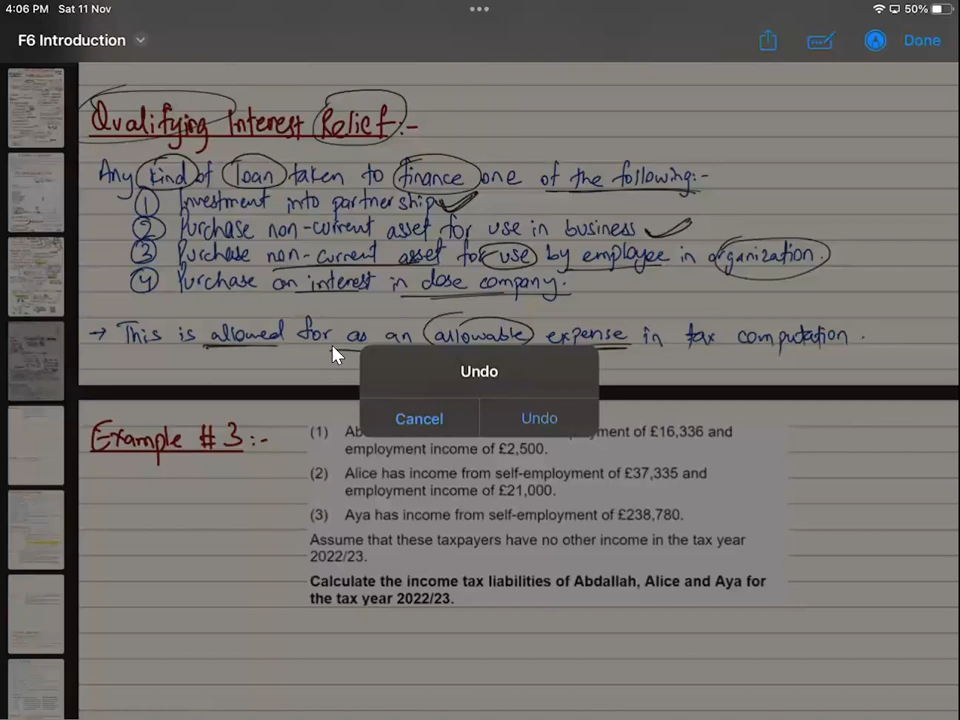 4:06 PM Sat 11 Nov
50%
F6 Introduction
Done
Qualifying Interest Relief :-
Any kind of loan taken to finance one of the following:-
① Investment into partnership
② Purchase non-current asset for use in business
③ Purchase non-current asset for use by employee in organization.
④ Purchase an interest in close company.
→ This is allowed for as an allowable expense in tax computation.
Undo
Cancel Undo
Example # 3 :-
(1) Ab yment of £16,336 and
employment income of £2,500.
(2) Alice has income from self-employment of £37,335 and
employment income of £21,000.
(3) Aya has income from self-employment of £238,780.
Assume that these taxpayers have no other income in the tax year
2022/23.
Calculate the income tax liabilities of Abdallah, Alice and Aya for
the tax year 2022/23.